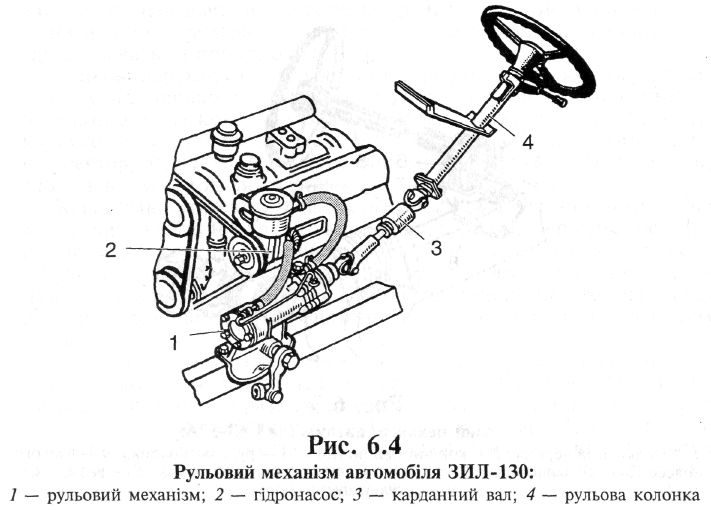 4
3
2
1
Рис. 6.4
Рульовий механізм автомобіля ЗИЛ-130:
1 — рульовий механізм; 2 — гідронасос; 3 — карданний вал; 4 — рульова колонка